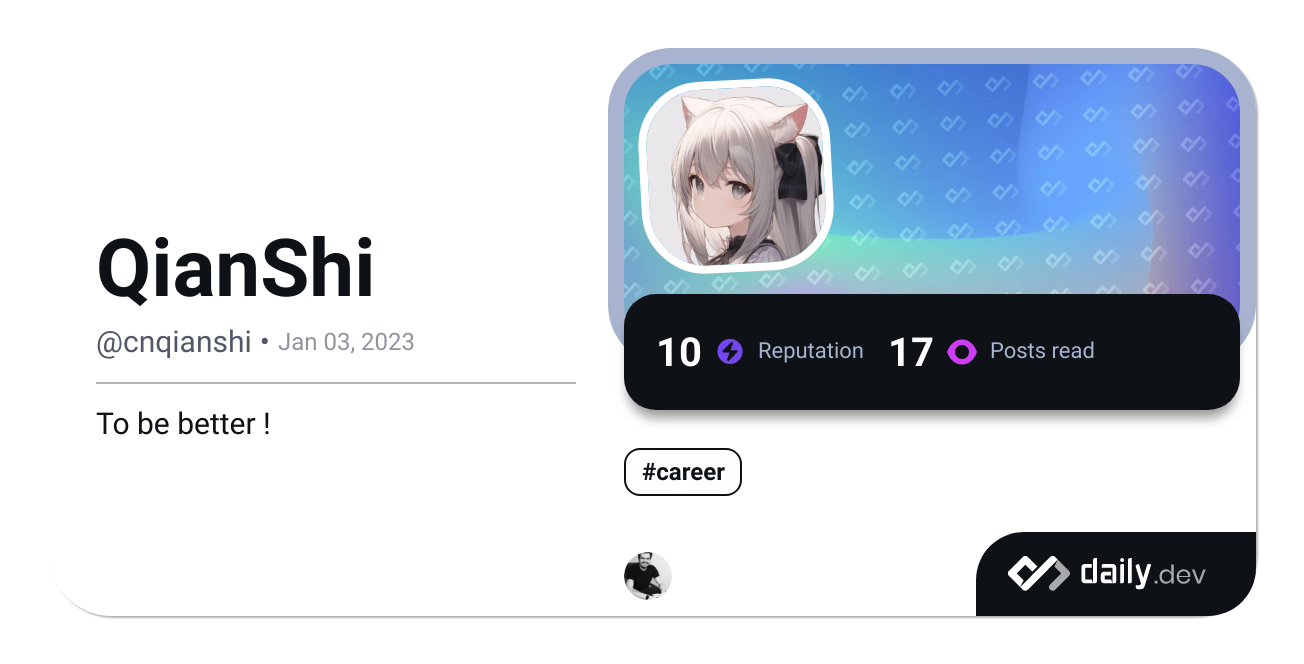 QianShi
@cnqianshi • Jan 03, 2023
To be better !
10 Reputation 17 Posts read
#career
daily.dev